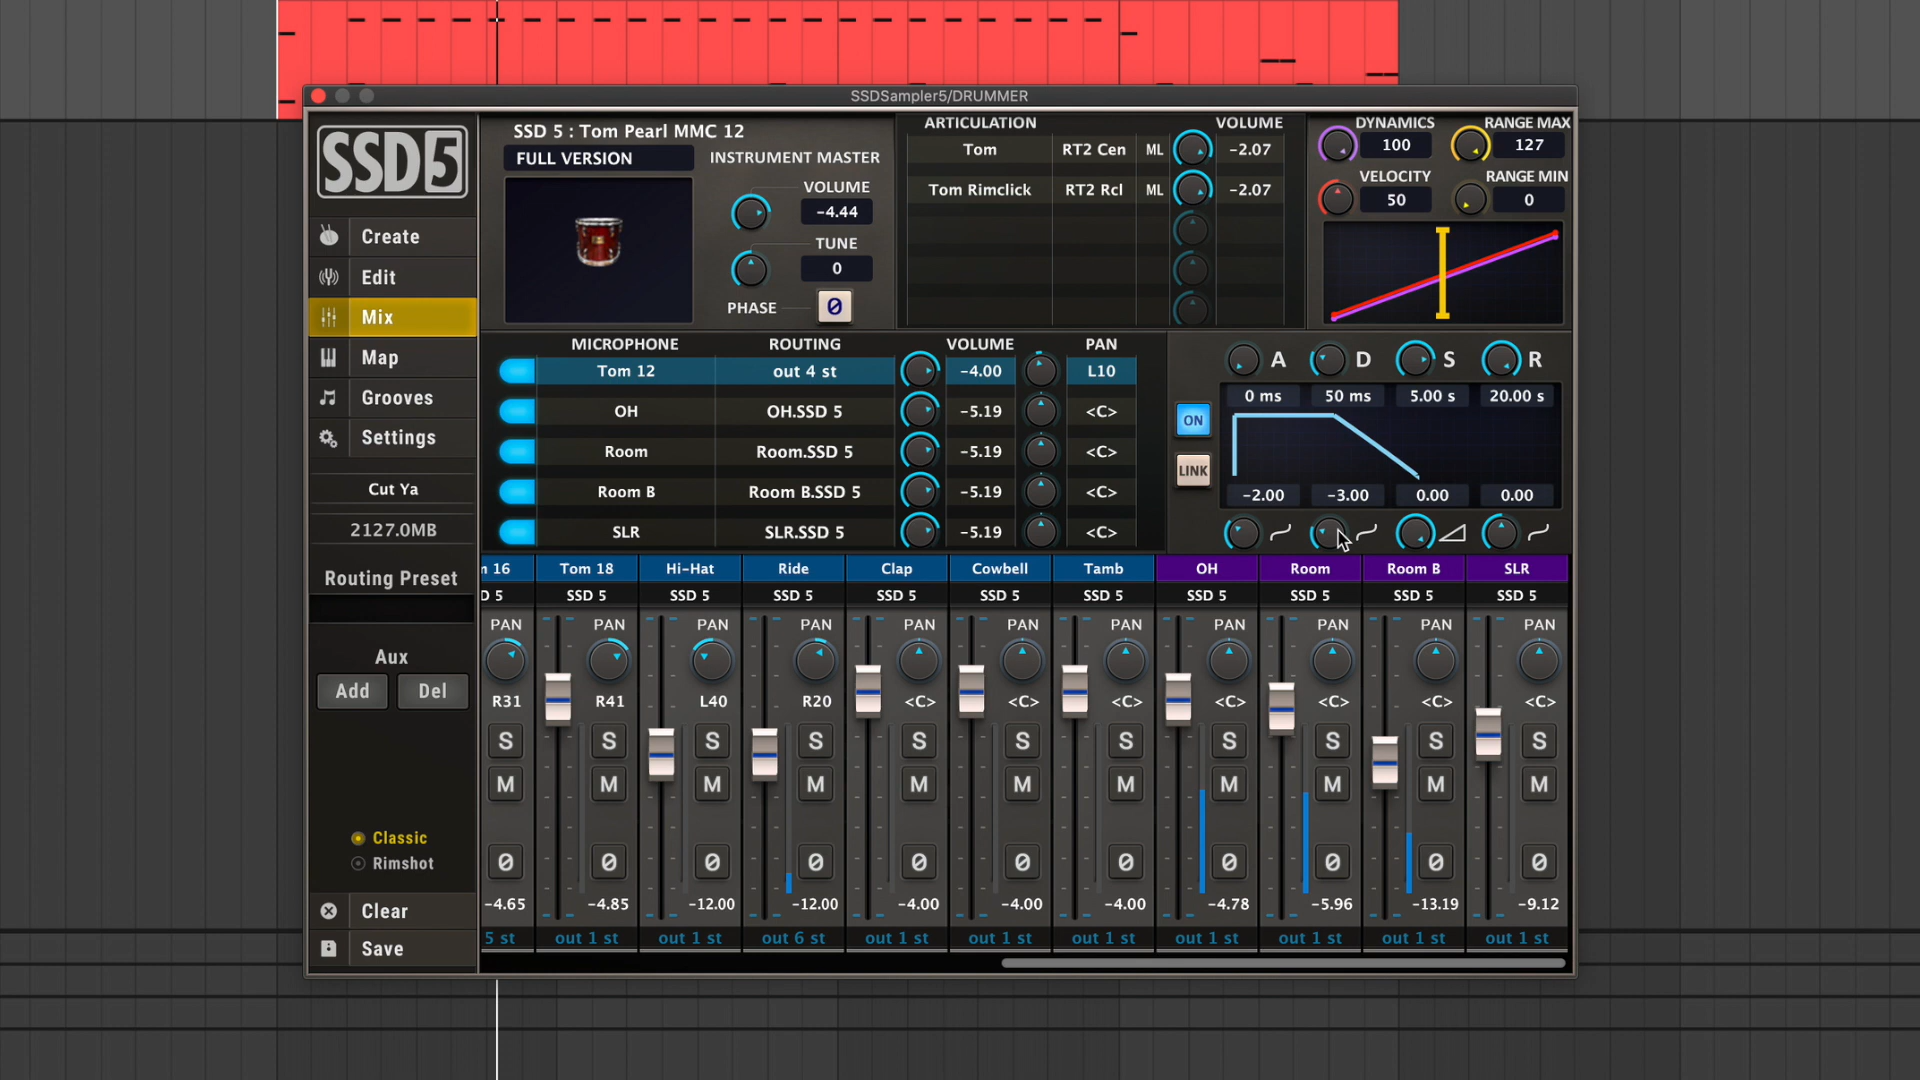 SSDSampler5/DRUMMER
SSD5
Create
Edit
Mix
Map
Grooves
Settings
Cut Ya
2127.0MB
Routing Preset
Aux
Add Del
Classic
Rimshot
Clear
Save
SSD 5 : Tom Pearl MMC 12
FULL VERSION
INSTRUMENT MASTER
VOLUME
-4.44
TUNE
0
PHASE Ø
ARTICULATION VOLUME
Tom RT2 Cen ML -2.07
Tom Rimclick RT2 Rcl ML -2.07
DYNAMICS RANGE MAX
100 127
VELOCITY RANGE MIN
50 0
MICROPHONE ROUTING VOLUME PAN
Tom 12 out 4 st -4.00 L10
OH OH.SSD 5 -5.19 <C>
Room Room.SSD 5 -5.19 <C>
Room B Room B.SSD 5 -5.19 <C>
SLR SLR.SSD 5 -5.19 <C>
A D S R
0 ms 50 ms 5.00 s 20.00 s
ON
LINK
-2.00 -3.00 0.00 0.00
16 Tom 18 Hi-Hat Ride Clap Cowbell Tamb OH Room Room B SLR
D 5 SSD 5 SSD 5 SSD 5 SSD 5 SSD 5 SSD 5 SSD 5 SSD 5 SSD 5 SSD 5
PAN PAN PAN PAN PAN PAN PAN PAN PAN PAN PAN
R31 R41 L40 R20 <C> <C> <C> <C> <C> <C> <C>
S S S S S S S S S S S
M M M M M M M M M M M
Ø Ø Ø Ø Ø Ø Ø Ø Ø Ø Ø
-4.65 -4.85 -12.00 -12.00 -4.00 -4.00 -4.00 -4.78 -5.96 -13.19 -9.12
5 st out 1 st out 1 st out 6 st out 1 st out 1 st out 1 st out 1 st out 1 st out 1 st out 1 st